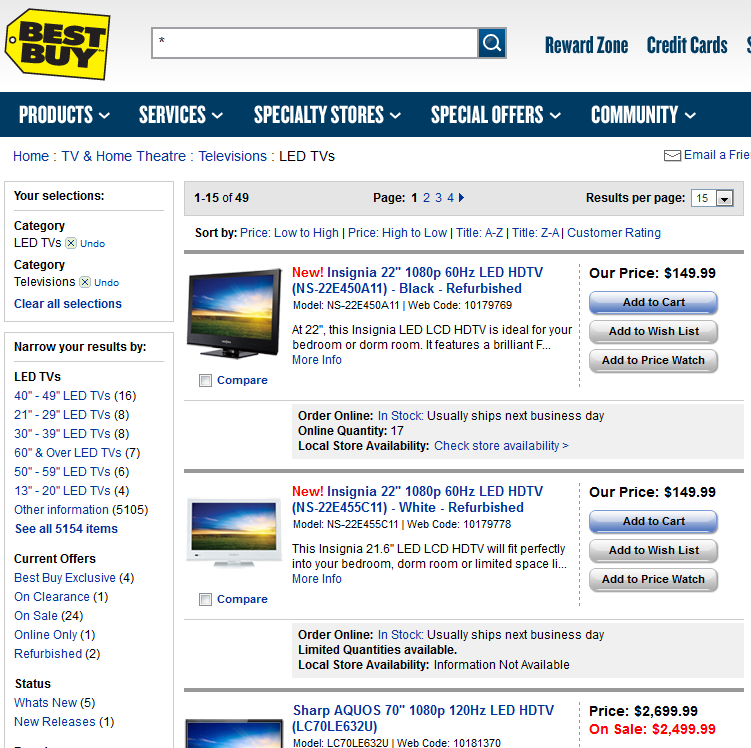 BEST
BUY
*
Reward Zone Credit Cards
PRODUCTS SERVICES SPECIALTY STORES SPECIAL OFFERS COMMUNITY
Home : TV & Home Theatre : Televisions : LED TVs
Email a Frie
Your selections:
Category
LED TVs Undo
Category
Televisions Undo
Clear all selections
Narrow your results by:
LED TVs
40" - 49" LED TVs (16)
21" - 29" LED TVs (8)
30" - 39" LED TVs (8)
60" & Over LED TVs (7)
50" - 59" LED TVs (6)
13" - 20" LED TVs (4)
Other information (5105)
See all 5154 items
Current Offers
Best Buy Exclusive (4)
On Clearance (1)
On Sale (24)
Online Only (1)
Refurbished (2)
Status
Whats New (5)
New Releases (1)
1-15 of 49
Page: 1 2 3 4
Results per page: 15
Sort by: Price: Low to High | Price: High to Low | Title: A-Z | Title: Z-A | Customer Rating
New! Insignia 22" 1080p 60Hz LED HDTV
(NS-22E450A11) - Black - Refurbished
Model: NS-22E450A11 | Web Code: 10179769
At 22", this Insignia LED LCD HDTV is ideal for your
bedroom or dorm room. It features a brilliant F...
More Info
Compare
Our Price: $149.99
Add to Cart
Add to Wish List
Add to Price Watch
Order Online: In Stock: Usually ships next business day
Online Quantity: 17
Local Store Availability: Check store availability >
New! Insignia 22" 1080p 60Hz LED HDTV
(NS-22E455C11) - White - Refurbished
Model: NS-22E455C11 | Web Code: 10179778
This Insignia 21.6" LED LCD HDTV will fit perfectly
into your bedroom, dorm room or limited space li...
More Info
Compare
Our Price: $149.99
Add to Cart
Add to Wish List
Add to Price Watch
Order Online: In Stock: Usually ships next business day
Limited Quantities available.
Local Store Availability: Information Not Available
Sharp AQUOS 70" 1080p 120Hz LED HDTV
(LC70LE632U)
Model: LC70LE632U | Web Code: 10181370
Price: $2,699.99
On Sale: $2,499.99